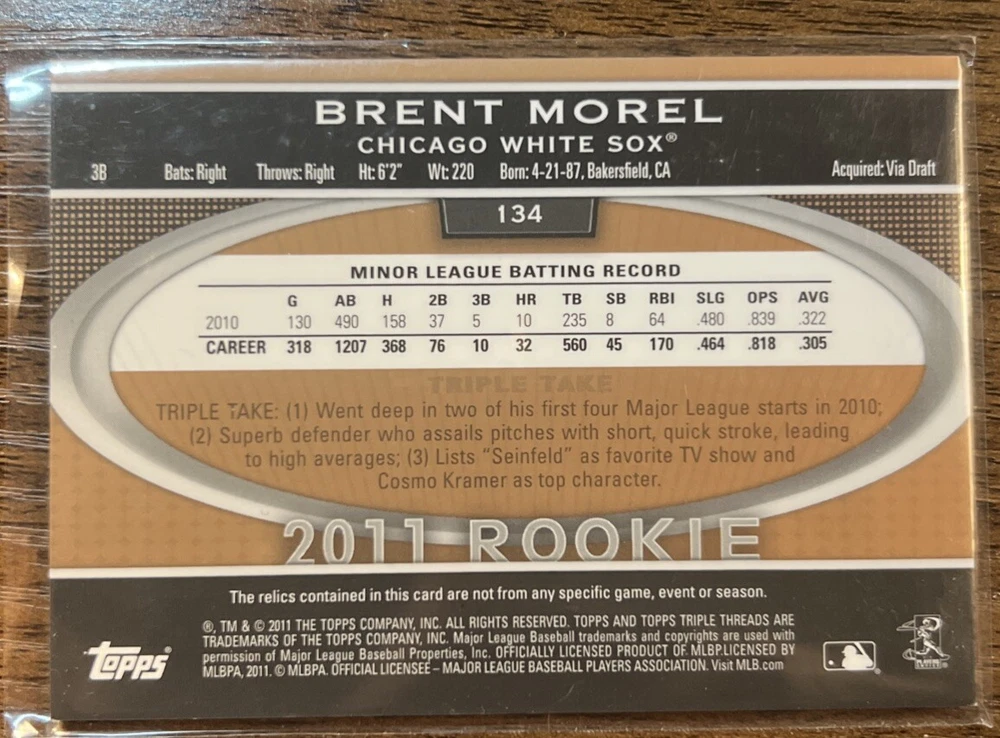 BRENT MOREL
CHICAGO WHITE SOX®
3B Bats: Right Throws: Right Ht: 6'2" Wt: 220 Born: 4-21-87, Bakersfield, CA Acquired: Via Draft
134
MINOR LEAGUE BATTING RECORD
G AB H 2B 3B HR TB SB RBI SLG OPS AVG
2010 130 490 158 37 5 10 235 8 64 .480 .839 .322
CAREER 318 1207 368 76 10 32 560 45 170 .464 .818 .305
TRIPLE TAKE
TRIPLE TAKE: (1) Went deep in two of his first four Major League starts in 2010;
(2) Superb defender who assails pitches with short, quick stroke, leading
to high averages; (3) Lists "Seinfeld" as favorite TV show and
Cosmo Kramer as top character.
2011 ROOKIE
The relics contained in this card are not from any specific game, event or season.
®, TM & © 2011 THE TOPPS COMPANY, INC. ALL RIGHTS RESERVED. TOPPS AND TOPPS TRIPLE THREADS ARE
TRADEMARKS OF THE TOPPS COMPANY, INC. Major League Baseball trademarks and copyrights are used with
permission of Major League Baseball Properties, Inc. OFFICIALLY LICENSED PRODUCT OF MLBP.LICENSED BY
MLBPA, 2011. © MLBPA. OFFICIAL LICENSEE – MAJOR LEAGUE BASEBALL PLAYERS ASSOCIATION. Visit MLB.com
topps